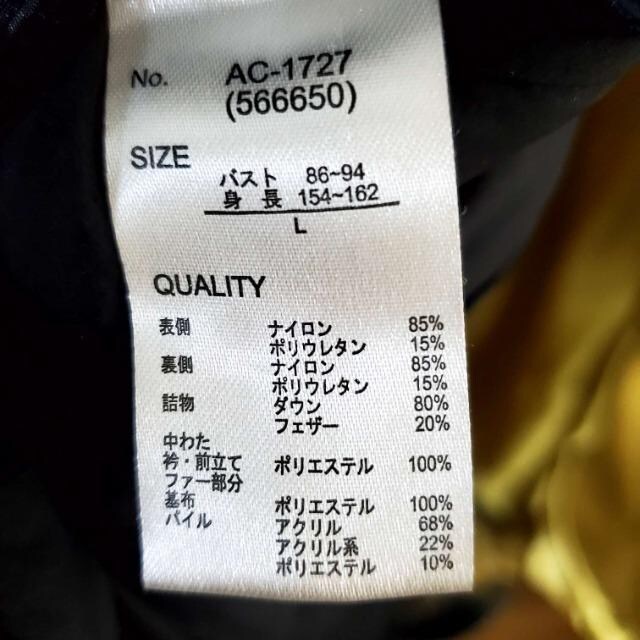 No. AC-1727
(566650)
SIZE
バスト 86~94
身長 154~162
L
QUALITY
表側 ナイロン 85%
ポリウレタン 15%
裏側 ナイロン 85%
ポリウレタン 15%
詰物 ダウン 80%
フェザー 20%
中わた
衿・前立て ポリエステル 100%
ファー部分
基布 ポリエステル 100%
パイル アクリル 68%
アクリル系 22%
ポリエステル 10%